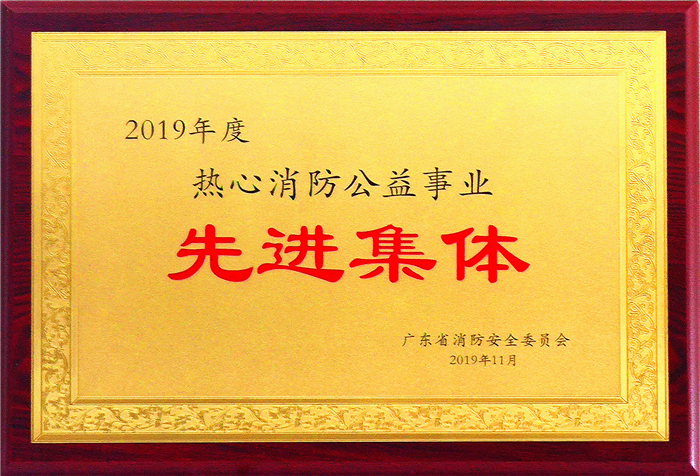 2019年度
热心消防公益事业
先进集体
广东省消防安全委员会
2019年11月